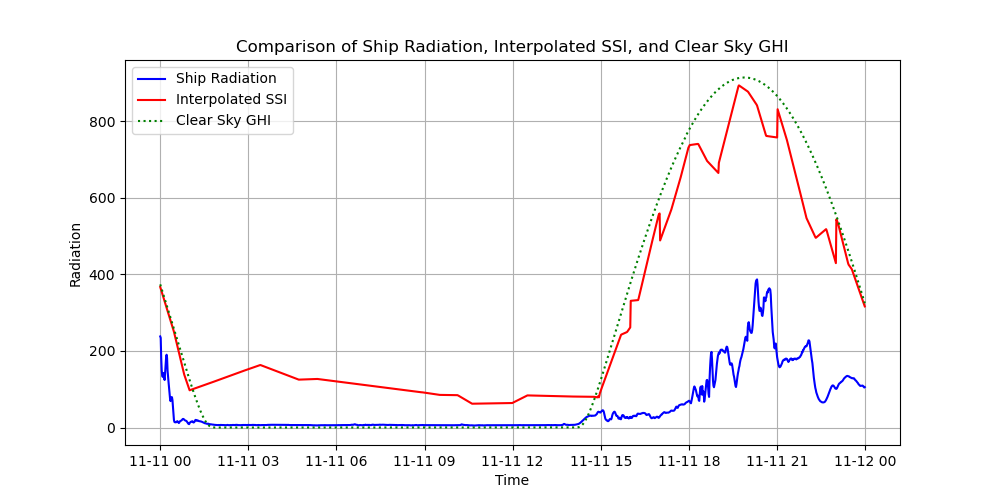 Comparison of Ship Radiation, Interpolated SSI, and Clear Sky GHI
Ship Radiation
Interpolated SSI
Clear Sky GHI
800
600
400
200
0
Radiation
11-11 00 11-11 03 11-11 06 11-11 09 11-11 12 11-11 15 11-11 18 11-11 21 11-12 00
Time